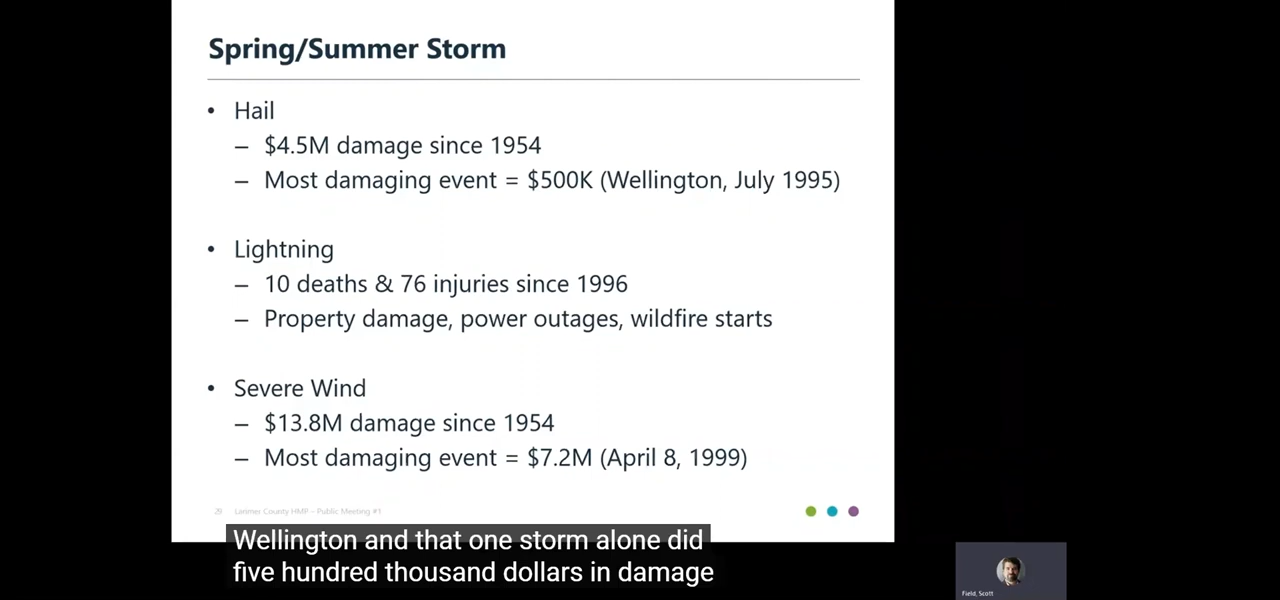 Spring/Summer Storm
• Hail
– $4.5M damage since 1954
– Most damaging event = $500K (Wellington, July 1995)
• Lightning
– 10 deaths & 76 injuries since 1996
– Property damage, power outages, wildfire starts
• Severe Wind
– $13.8M damage since 1954
– Most damaging event = $7.2M (April 8, 1999)
29 Larimer County HMP – Public Meeting #1
Wellington and that one storm alone did
five hundred thousand dollars in damage
Field, Scott